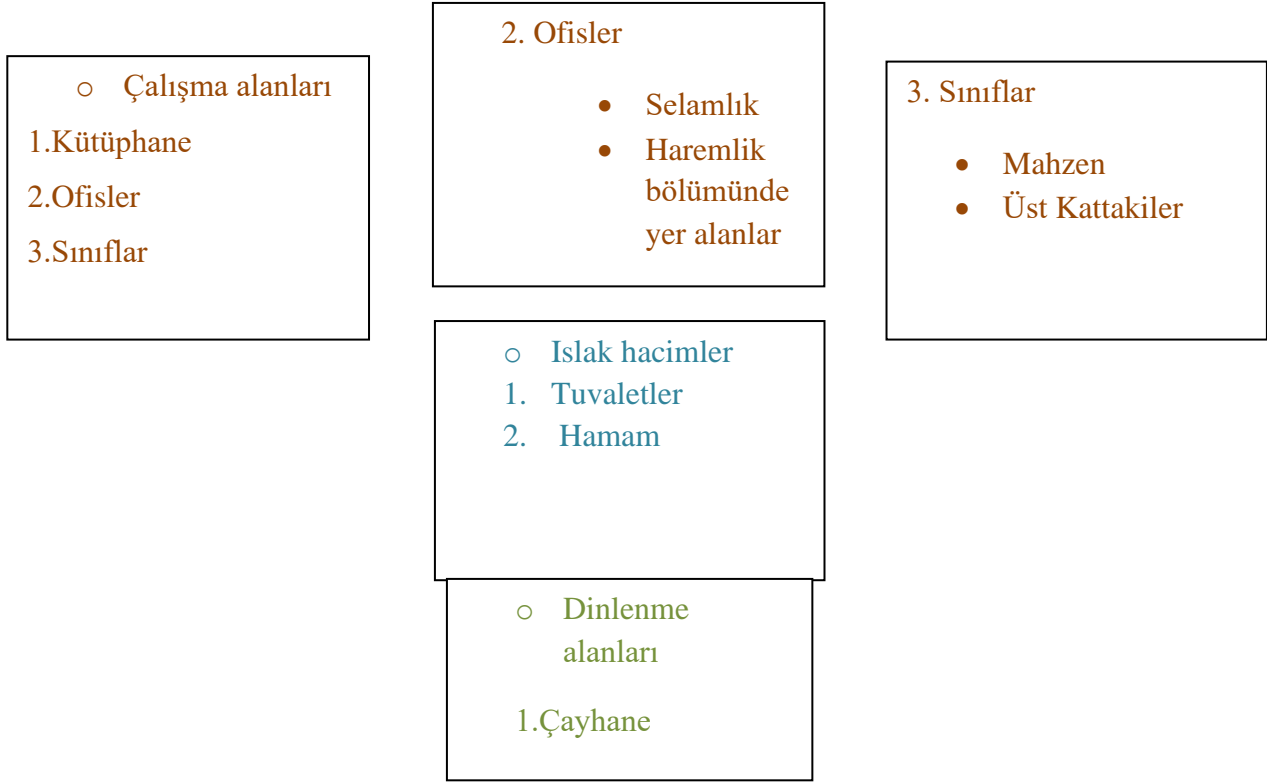 ○ Çalışma alanları
1.Kütüphane
2.Ofisler
3.Sınıflar
2. Ofisler
• Selamlık
• Haremlik
bölümünde
yer alanlar
3. Sınıflar
• Mahzen
• Üst Kattakiler
○ Islak hacimler
1. Tuvaletler
2. Hamam
○ Dinlenme
alanları
1.Çayhane